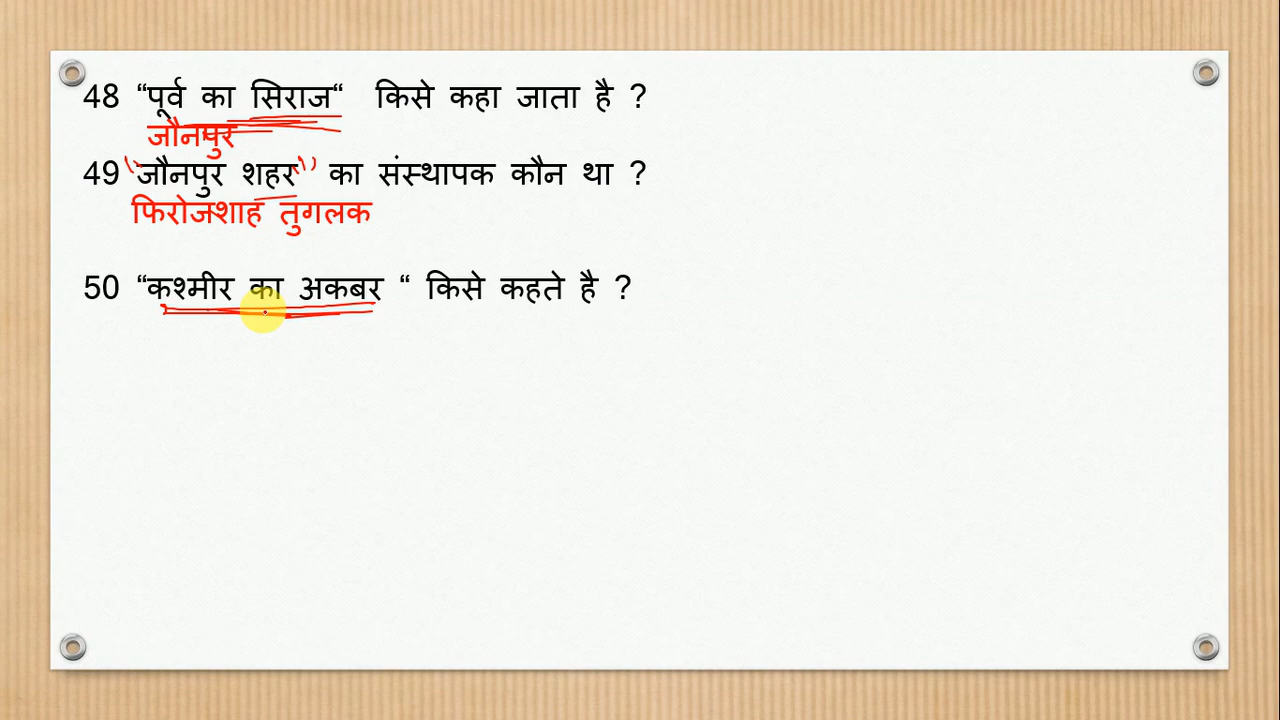 48 “पूर्व का सिराज“ किसे कहा जाता है ?
जौनपुर
49 जौनपुर शहर का संस्थापक कौन था ?
फिरोजशाह तुगलक
50 “कश्मीर का अकबर “ किसे कहते है ?